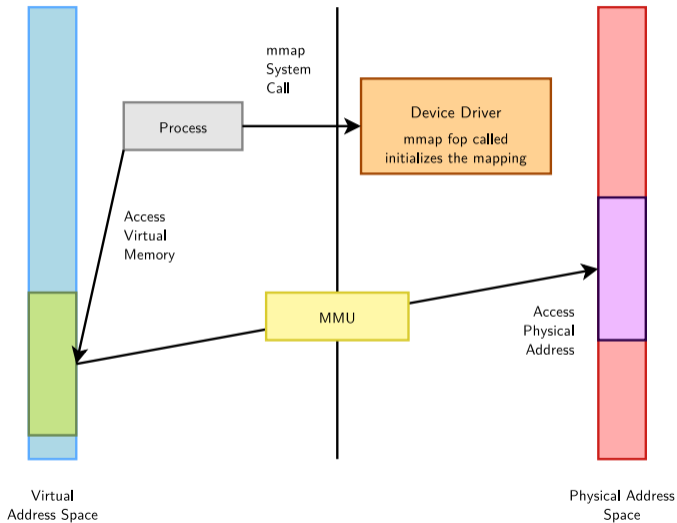 mmap
System
Call
Process
Device Driver
mmap fop called
initializes the mapping
Access
Virtual
Memory
MMU
Access
Physical
Address
Virtual
Address Space
Physical Address
Space